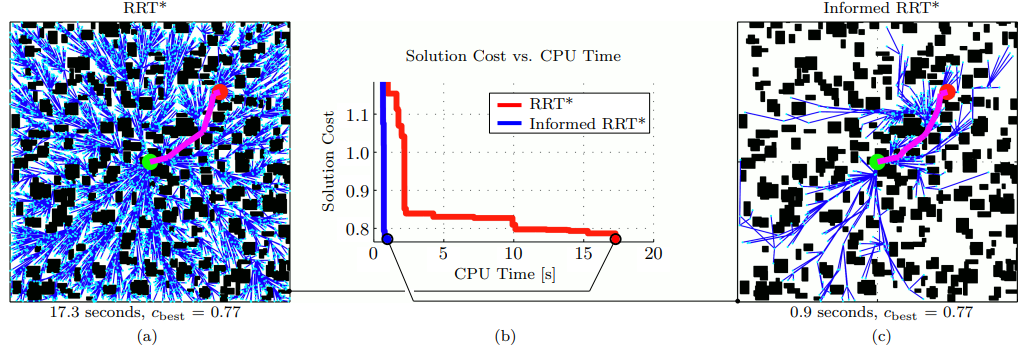 RRT*
17.3 seconds, c_best = 0.77
(a)
Solution Cost vs. CPU Time
Solution Cost
1.1
1.0
0.9
0.8
RRT*
Informed RRT*
0
5
10
15
20
CPU Time [s]
(b)
Informed RRT*
0.9 seconds, c_best = 0.77
(c)